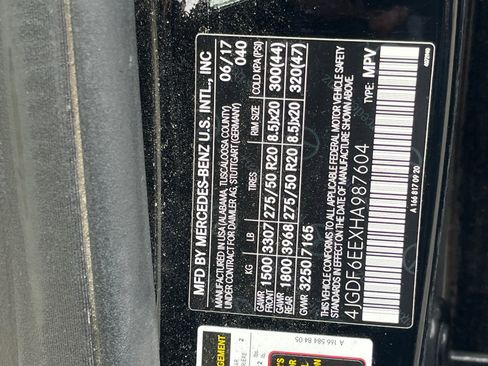 MFD BY MERCEDES-BENZ U.S. INTL., INC
MANUFACTURED IN USA (ALABAMA, TUSCALOOSA COUNTY)
UNDER CONTRACT FOR DAIMLER AG, STUTTGART (GERMANY)
06/17
040
KG LB TIRES RIM SIZE COLD KPA(PSI)
GAWR FRONT 1500 3307 275/50 R20 8.5Jx20 300(44)
GAWR REAR 1800 3968 275/50 R20 8.5Jx20 320(47)
GVWR 3250 7165
THIS VEHICLE CONFORMS TO ALL APPLICABLE FEDERAL MOTOR VEHICLE SAFETY
STANDARDS IN EFFECT ON THE DATE OF MANUFACTURE SHOWN ABOVE.
4JGDF6EEXHA987604
TYPE: MPV
A 166 817 09 20
A 166 584 84 05